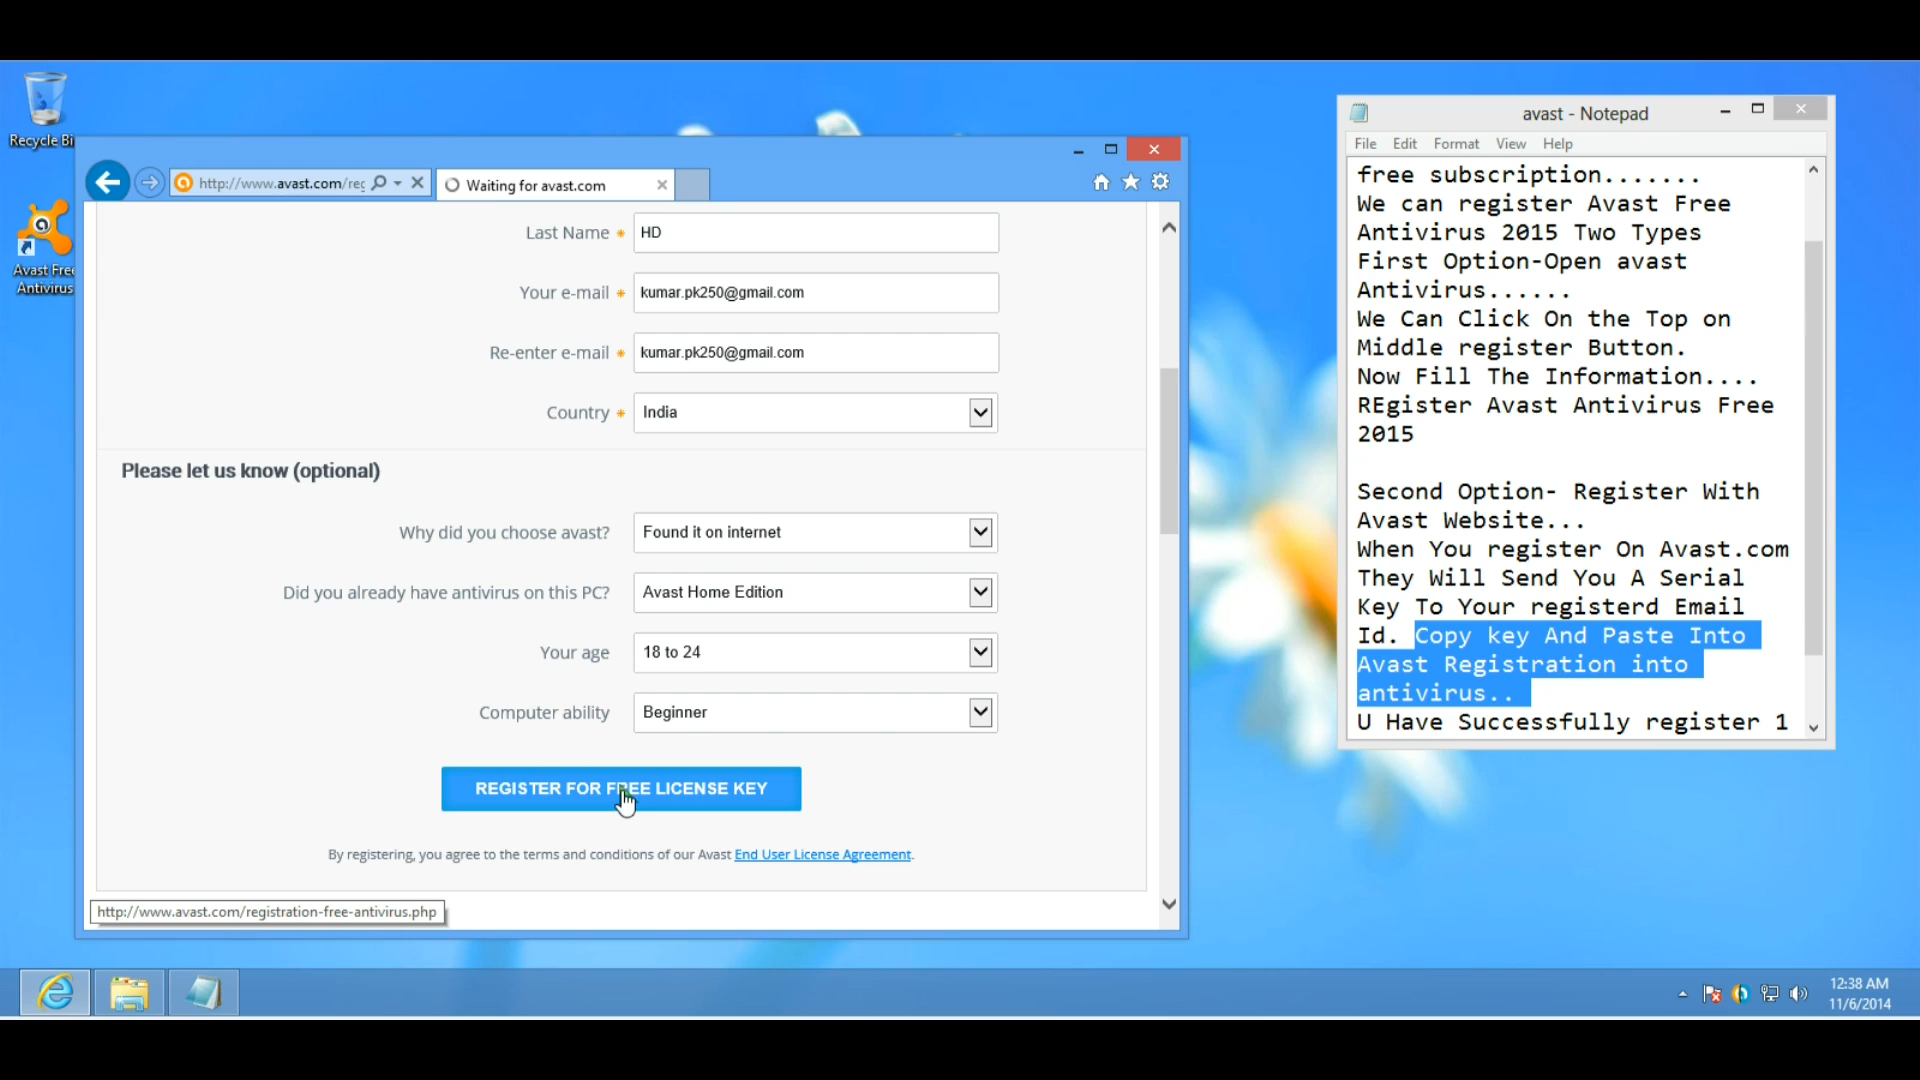 Recycle Bi
Avast Free
Antivirus
http://www.avast.com/rec
Waiting for avast.com
Last Name * HD
Your e-mail * kumar.pk250@gmail.com
Re-enter e-mail * kumar.pk250@gmail.com
Country * India
Please let us know (optional)
Why did you choose avast? Found it on internet
Did you already have antivirus on this PC? Avast Home Edition
Your age 18 to 24
Computer ability Beginner
REGISTER FOR FREE LICENSE KEY
By registering, you agree to the terms and conditions of our Avast End User License Agreement.
http://www.avast.com/registration-free-antivirus.php
avast - Notepad
File Edit Format View Help
free subscription.......
We can register Avast Free
Antivirus 2015 Two Types
First Option-Open avast
Antivirus......
We Can Click On the Top on
Middle register Button.
Now Fill The Information....
REgister Avast Antivirus Free
2015
Second Option- Register With
Avast Website...
When You register On Avast.com
They Will Send You A Serial
Key To Your registerd Email
Id. Copy key And Paste Into
Avast Registration into
antivirus..
U Have Successfully register 1
12:38 AM
11/6/2014